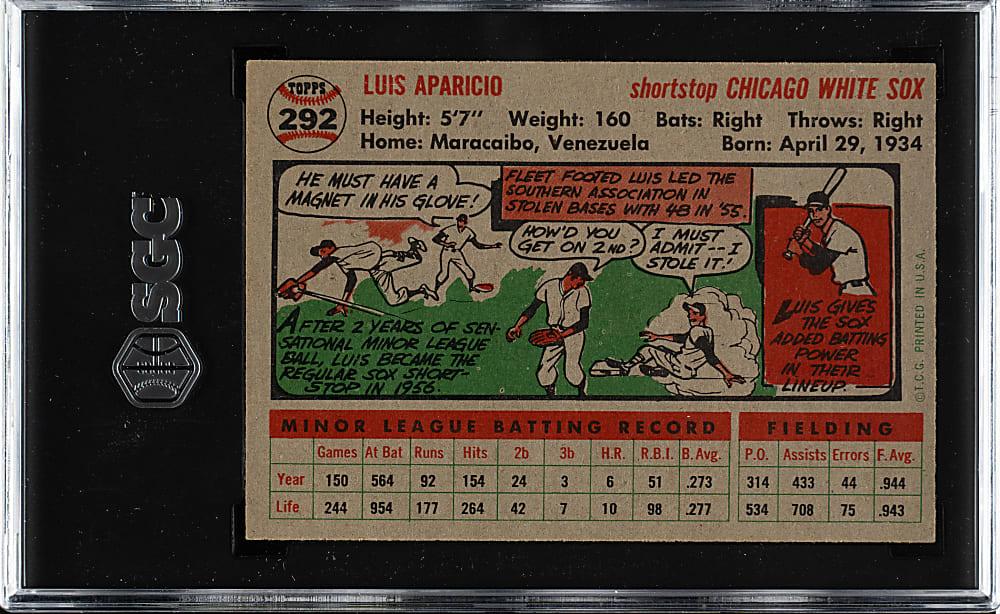 SGC
TOPPS
292
LUIS APARICIO
shortstop CHICAGO WHITE SOX
Height: 5'7" Weight: 160 Bats: Right Throws: Right
Home: Maracaibo, Venezuela Born: April 29, 1934
HE MUST HAVE A
MAGNET IN HIS GLOVE!
FLEET FOOTED LUIS LED THE
SOUTHERN ASSOCIATION IN
STOLEN BASES WITH 48 IN '55.
HOW'D YOU
GET ON 2ND?
I MUST
ADMIT -- I
STOLE IT!
AFTER 2 YEARS OF SEN-
SATIONAL MINOR LEAGUE
BALL, LUIS BECAME THE
REGULAR SOX SHORT-
STOP IN 1956.
LUIS GIVES
THE SOX
ADDED BATTING
POWER
IN THEIR
LINEUP.
© T.C.G. PRINTED IN U.S.A.
MINOR LEAGUE BATTING RECORD
Games At Bat Runs Hits 2b 3b H.R. R.B.I. B. Avg.
Year 150 564 92 154 24 3 6 51 .273
Life 244 954 177 264 42 7 10 98 .277
FIELDING
P.O. Assists Errors F. Avg.
314 433 44 .944
534 708 75 .943